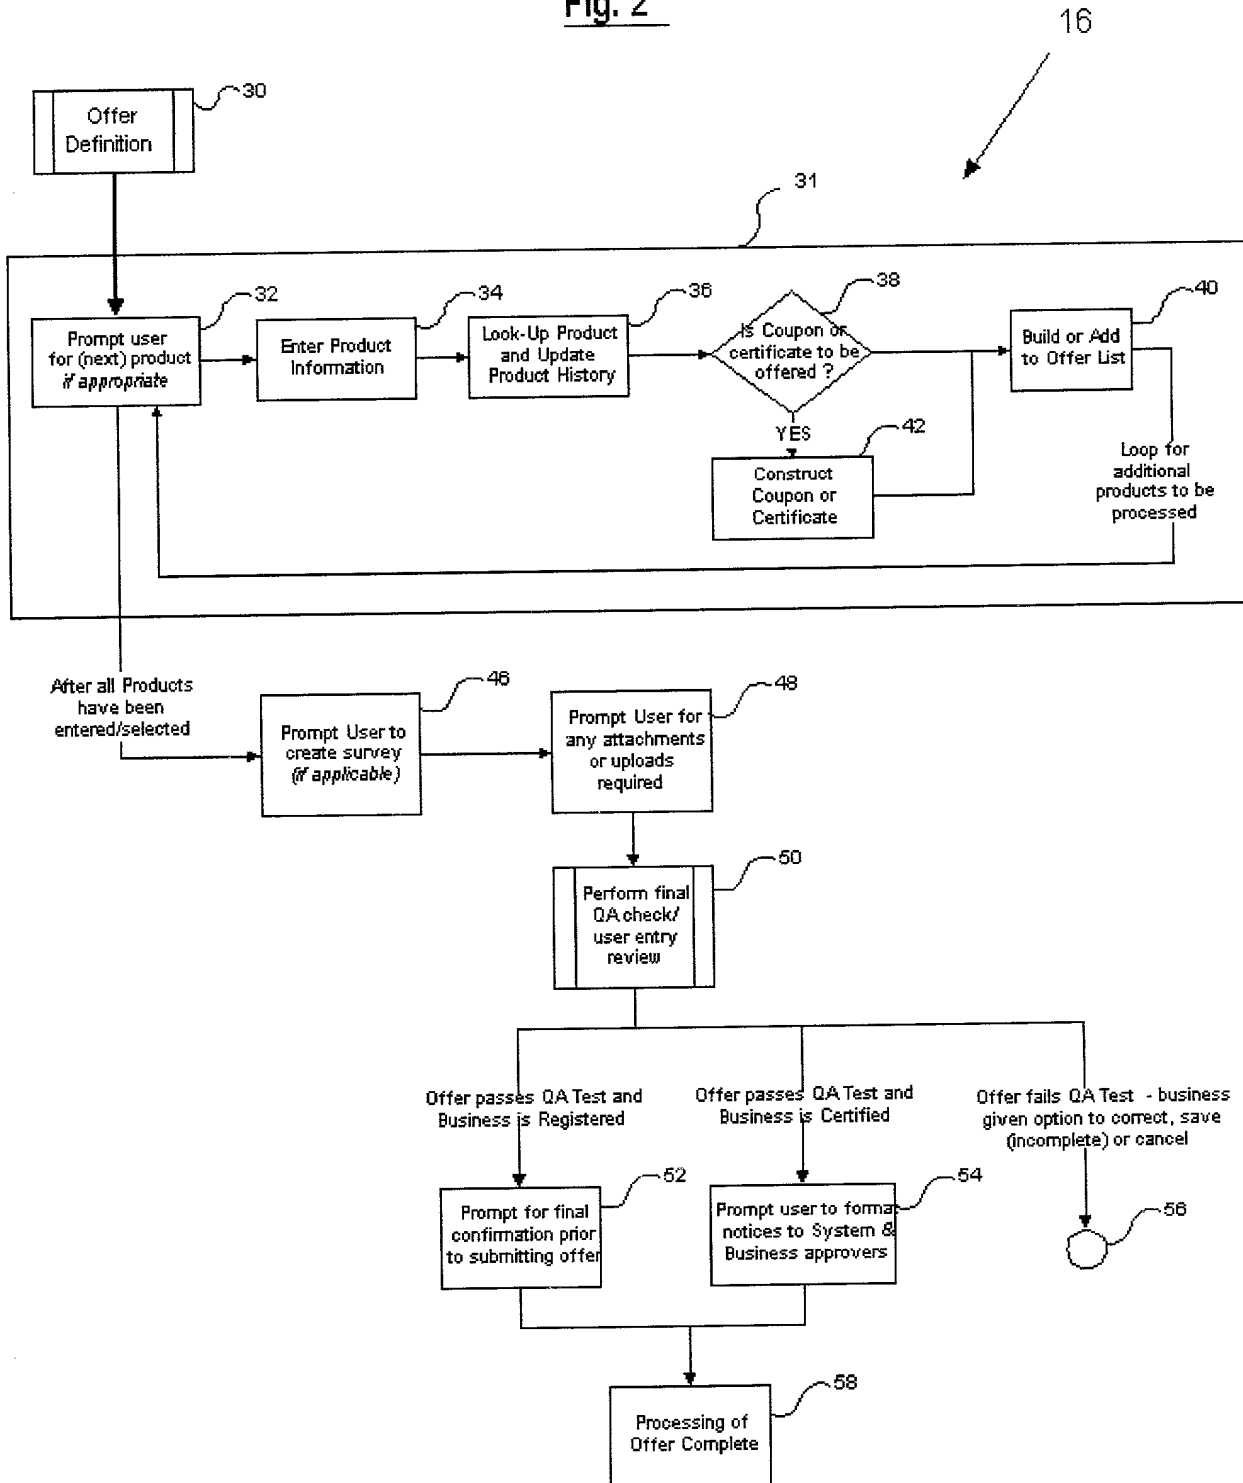 Fig. 2
16
30
Offer
Definition
31
32
Prompt user
for (next) product
if appropriate
34
Enter Product
Information
36
Look-Up Product
and Update
Product History
38
Is Coupon or
certificate to be
offered ?
YES
40
Build or Add
to Offer List
42
Construct
Coupon or
Certificate
Loop for
additional
products to be
processed
After all Products
have been
entered/selected
46
Prompt User to
create survey
(if applicable)
48
Prompt User for
any attachments
or uploads
required
50
Perform final
QA check/
user entry
review
Offer passes QA Test and
Business is Registered
Offer passes QA Test and
Business is Certified
Offer fails QA Test - business
given option to correct, save
(incomplete) or cancel
52
Prompt for final
confirmation prior
to submitting offer
54
Prompt user to format
notices to System &
Business approvers
56
58
Processing of
Offer Complete